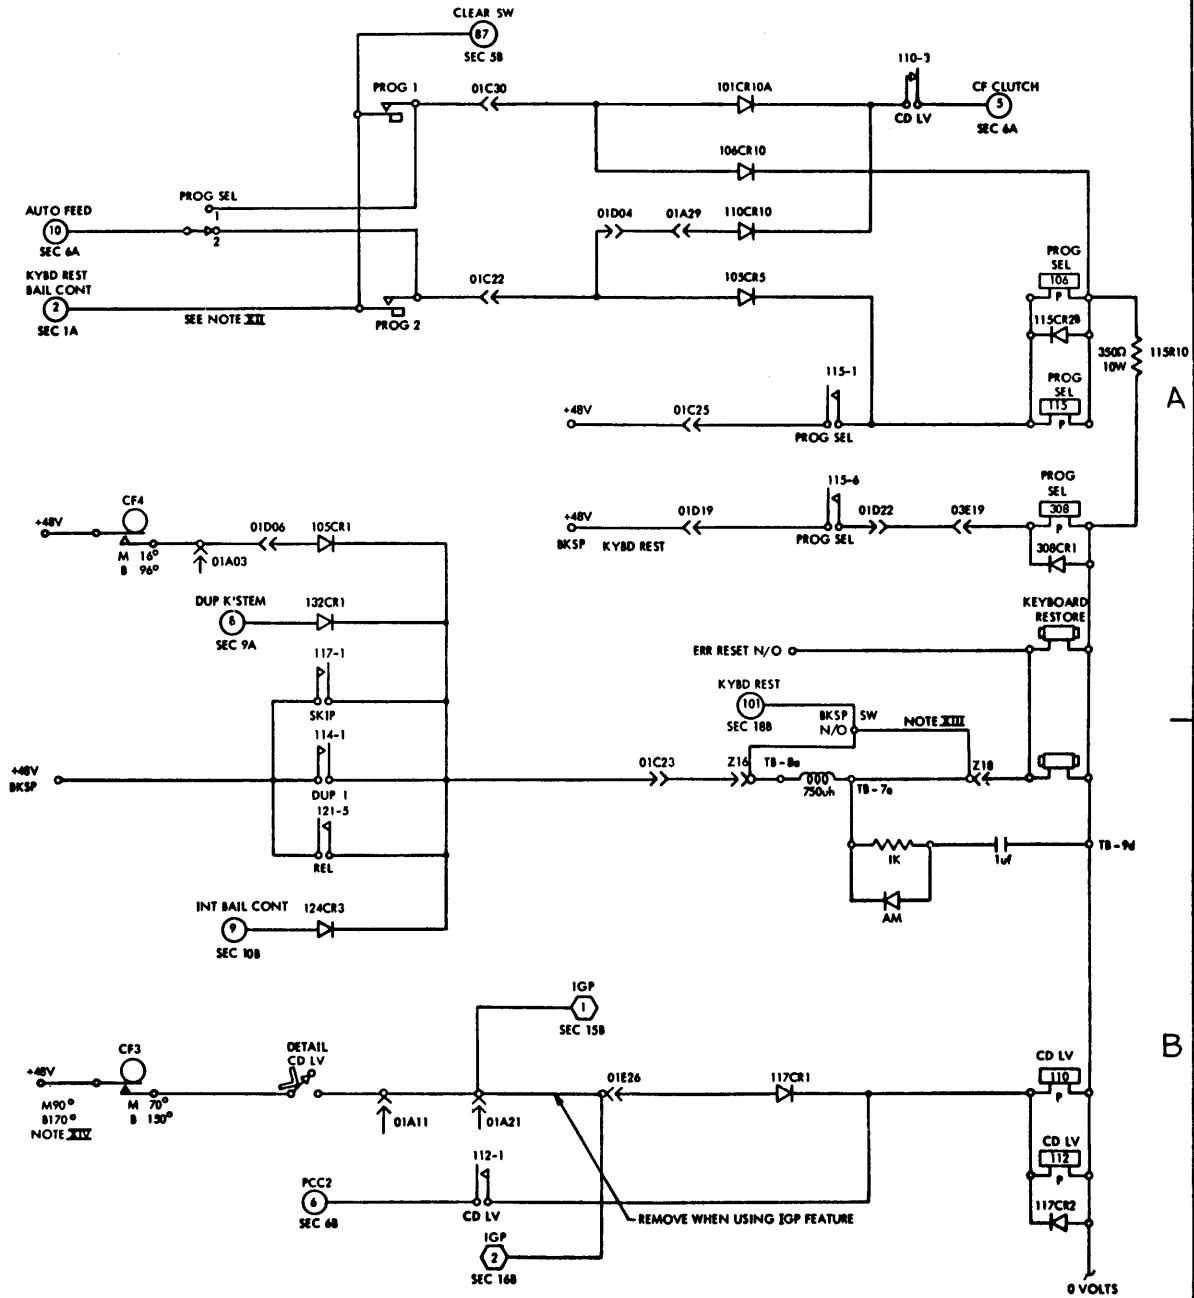 CLEAR SW
87
SEC 5B
110-3
PROG 1
01C30
101CR10A
CF CLUTCH
5
CD LV
SEC 6A
106CR10
PROG SEL
AUTO FEED
1
01D04
01A29
110CR10
10
2
SEC 6A
PROG
SEL
KYBD REST
BAIL CONT
01C22
105CR5
106
P
2
SEE NOTE XII
PROG 2
SEC 1A
115CR2B
350Ω
10W
115R10
115-1
PROG
SEL
A
+48V
01C25
115
PROG SEL
P
115-6
PROG
SEL
CF4
+48V
01D06
105CR1
+48V
01D19
01D22
03E19
308
BKSP
KYBD REST
PROG SEL
P
M 16°
B 96°
01A03
308CR1
DUP K'STEM
132CR1
KEYBOARD
RESTORE
8
SEC 9A
117-1
ERR RESET N/O
KYBD REST
101
BKSP SW
N/O
NOTE XIII
SKIP
SEC 18B
114-1
+48V
BKSP
01C23
Z16
TB-8a
Z18
DUP 1
750uh
TB-7a
121-5
REL
1K
1uf
TB-9d
AM
INT BAIL CONT
124CR3
9
SEC 10B
IGP
1
SEC 15B
B
CF3
DETAIL
CD LV
CD LV
+48V
01E26
117CR1
110
M90°
B170°
NOTE XIV
M 70°
B 150°
P
01A11
01A21
CD LV
112-1
112
PCC2
P
6
CD LV
117CR2
SEC 6B
REMOVE WHEN USING IGP FEATURE
IGP
2
SEC 16B
0 VOLTS